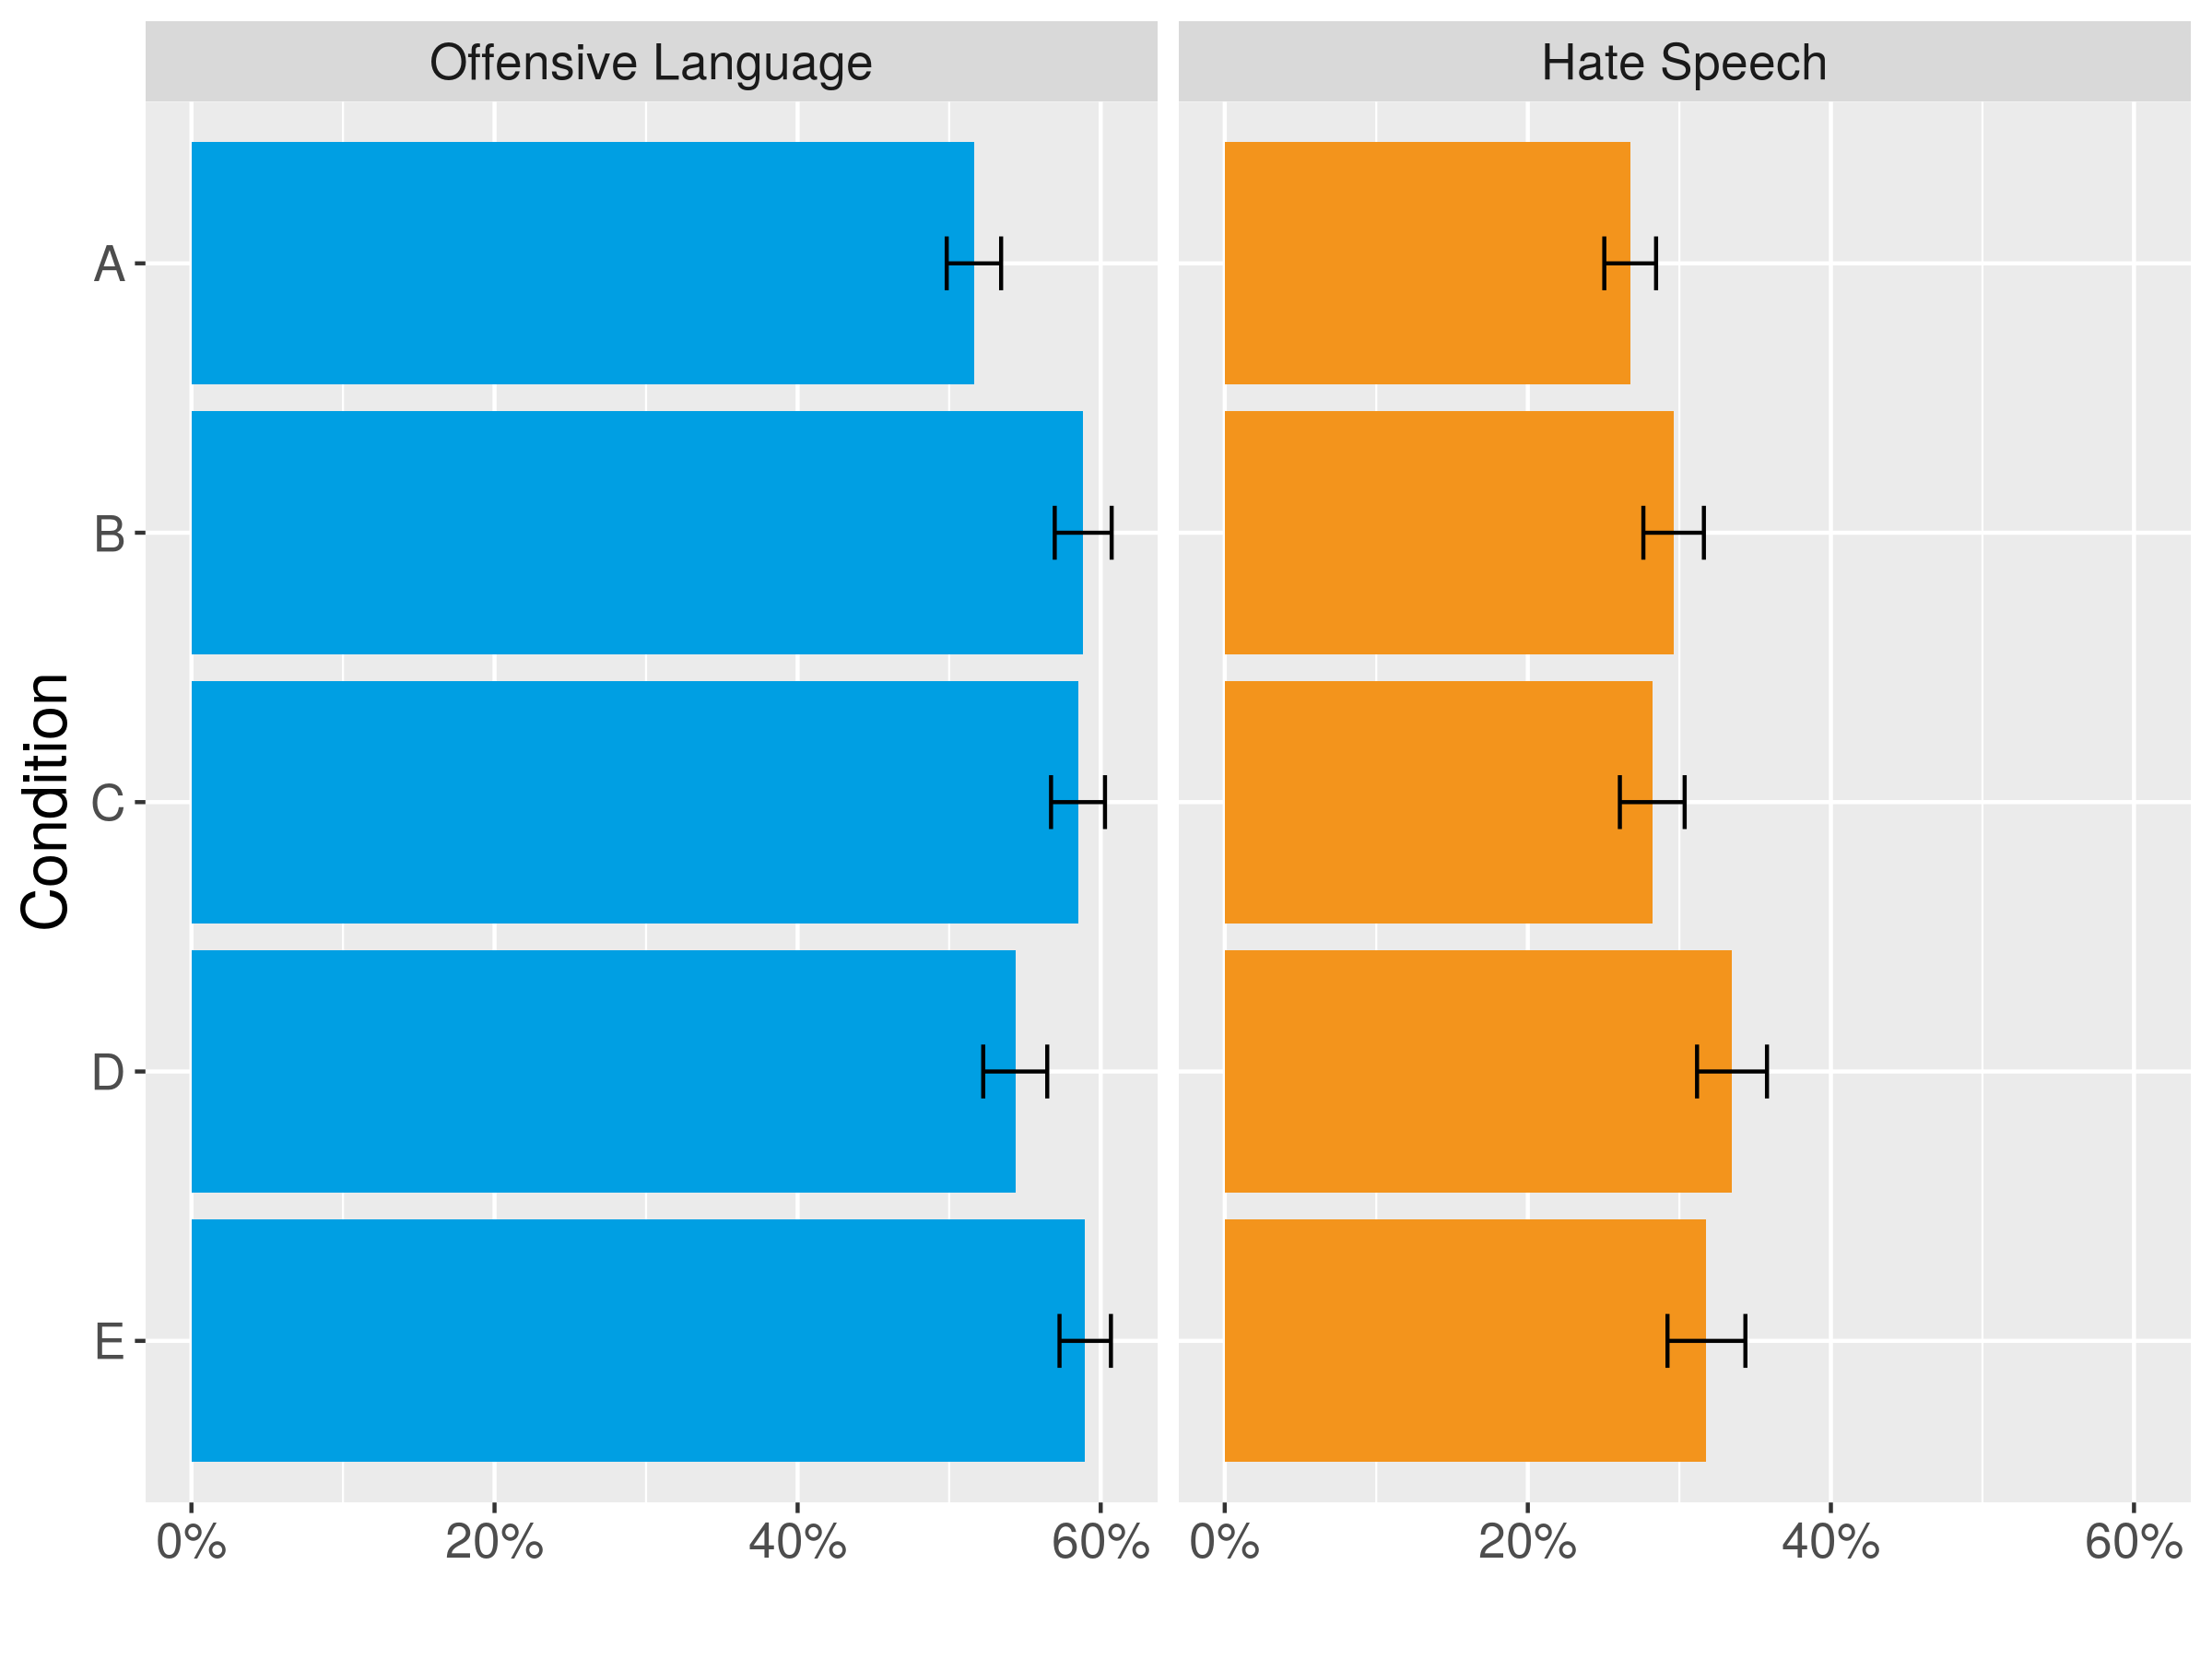 Offensive Language
Hate Speech
Condition
A
B
C
D
E
0% 20% 40% 60%
0% 20% 40% 60%